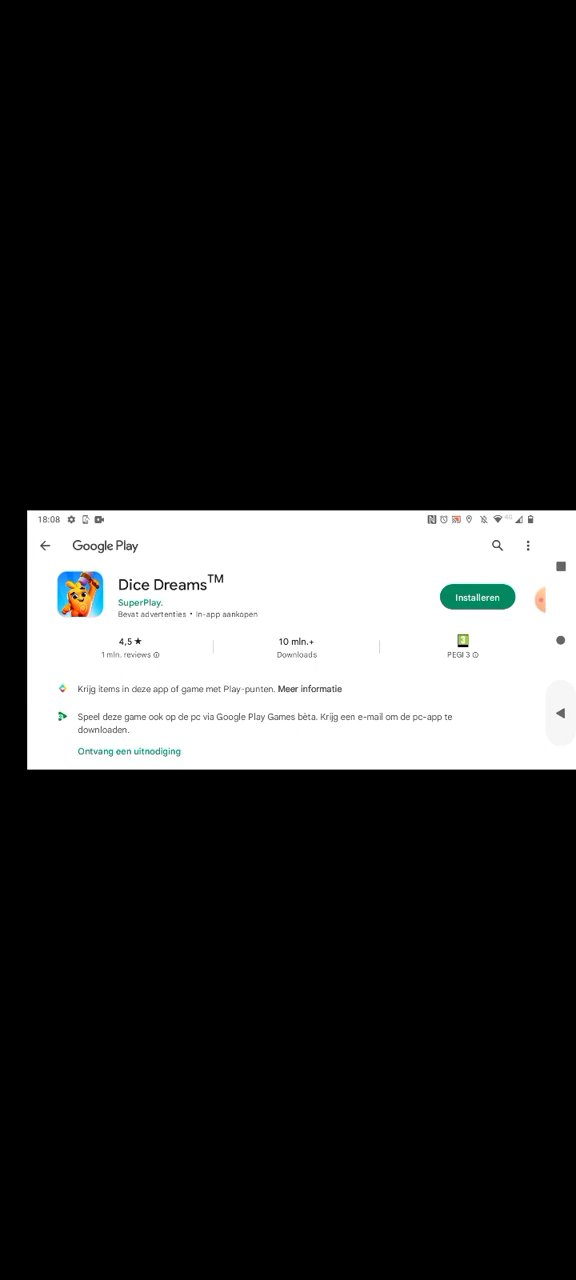 18:08
4G
Google Play
Dice Dreams™
SuperPlay.
Installeren
Bevat advertenties • In-app aankopen
4,5 ★
10 mln.+
3
1 mln. reviews
Downloads
PEGI 3
Krijg items in deze app of game met Play-punten. Meer informatie
Speel deze game ook op de pc via Google Play Games bèta. Krijg een e-mail om de pc-app te
downloaden.
Ontvang een uitnodiging